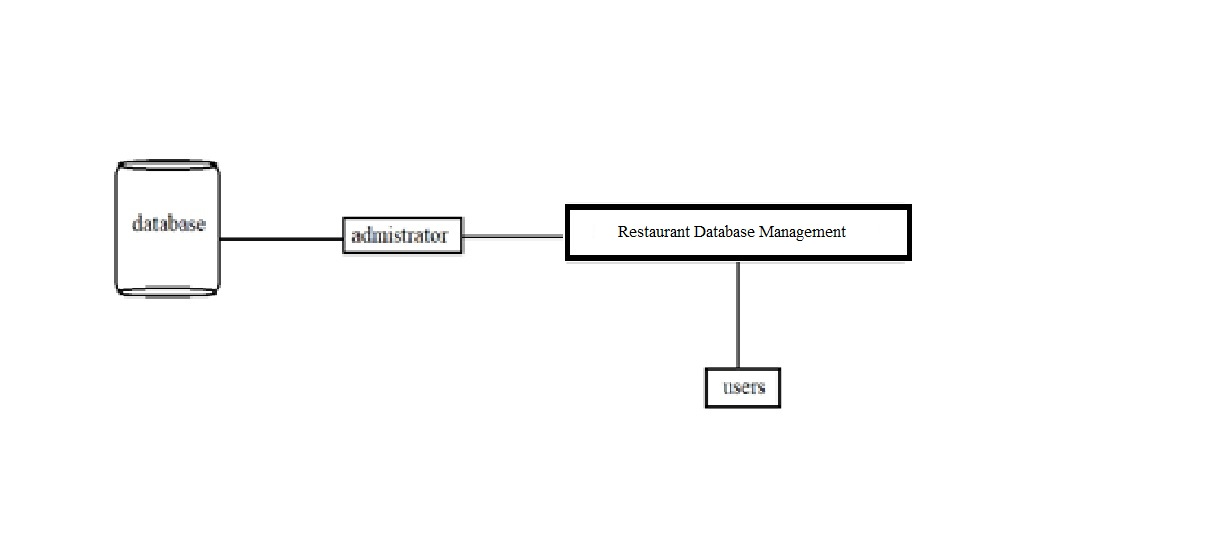 database
admistrator
Restaurant Database Management
users